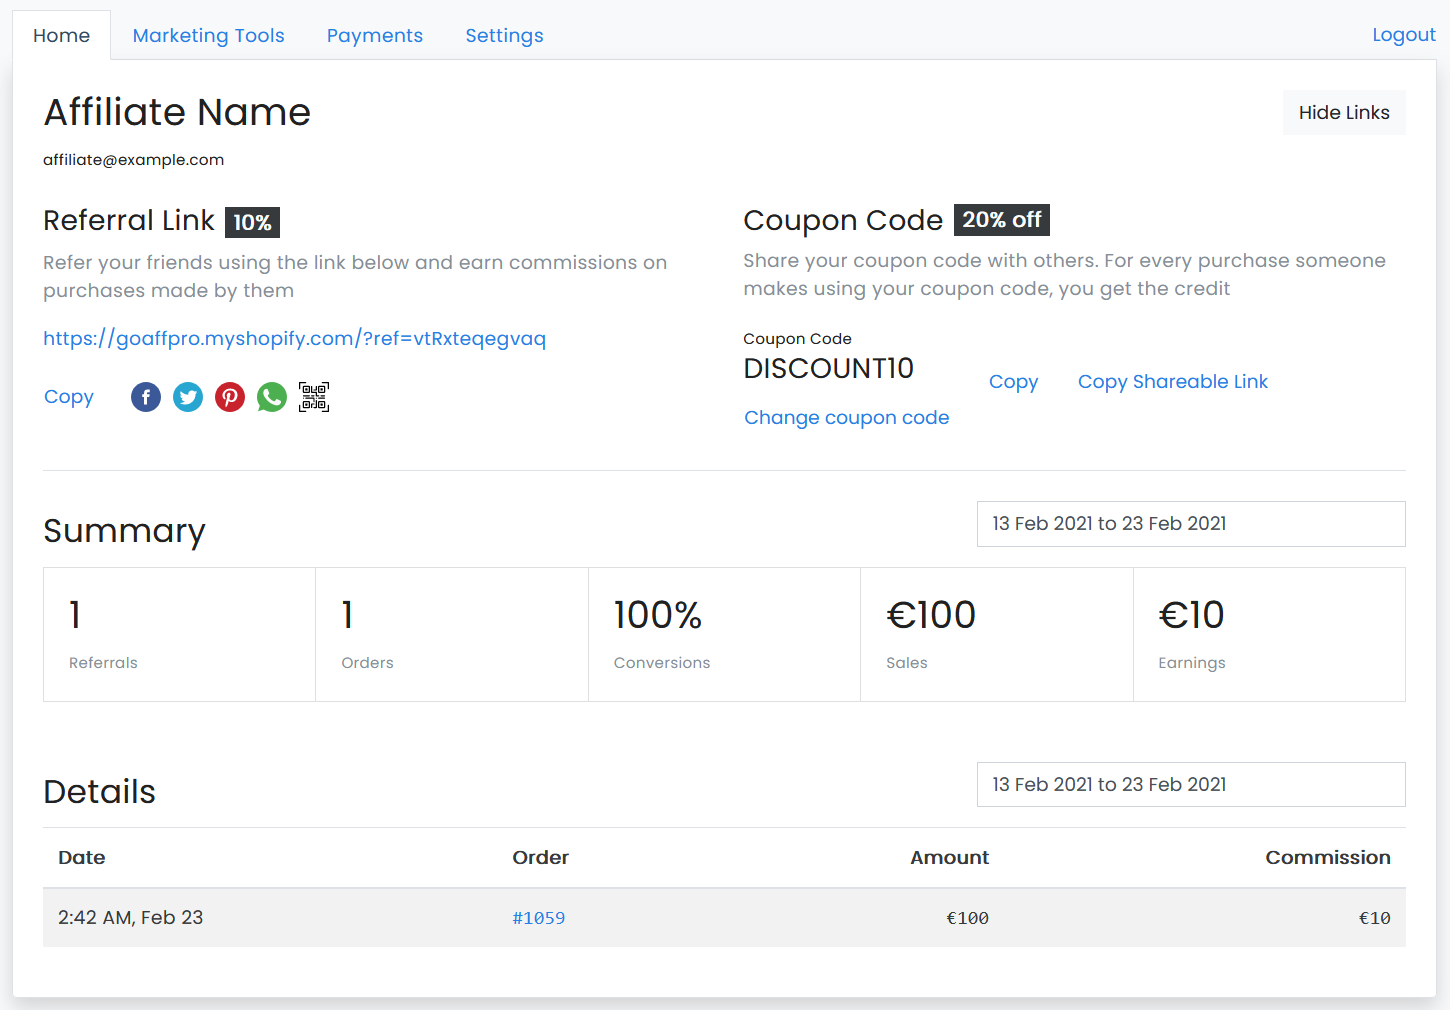 Home Marketing Tools Payments Settings Logout
Affiliate Name
Hide Links
affiliate@example.com
Referral Link 10%
Refer your friends using the link below and earn commissions on
purchases made by them
https://goaffpro.myshopify.com/?ref=vtRxteqegvaq
Copy
Coupon Code 20% off
Share your coupon code with others. For every purchase someone
makes using your coupon code, you get the credit
Coupon Code
DISCOUNT10
Copy Copy Shareable Link
Change coupon code
Summary
13 Feb 2021 to 23 Feb 2021
1
Referrals
1
Orders
100%
Conversions
€100
Sales
€10
Earnings
Details
13 Feb 2021 to 23 Feb 2021
Date Order Amount Commission
2:42 AM, Feb 23 #1059 €100 €10